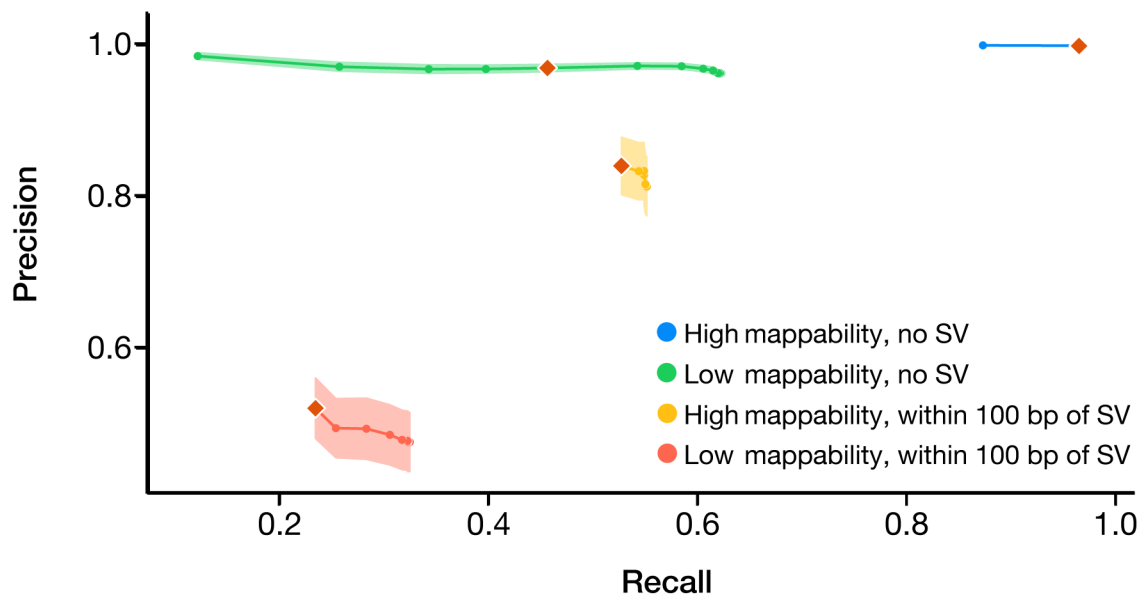 Precision
1.0
0.8
0.6
High mappability, no SV
Low mappability, no SV
High mappability, within 100 bp of SV
Low mappability, within 100 bp of SV
0.2 0.4 0.6 0.8 1.0
Recall